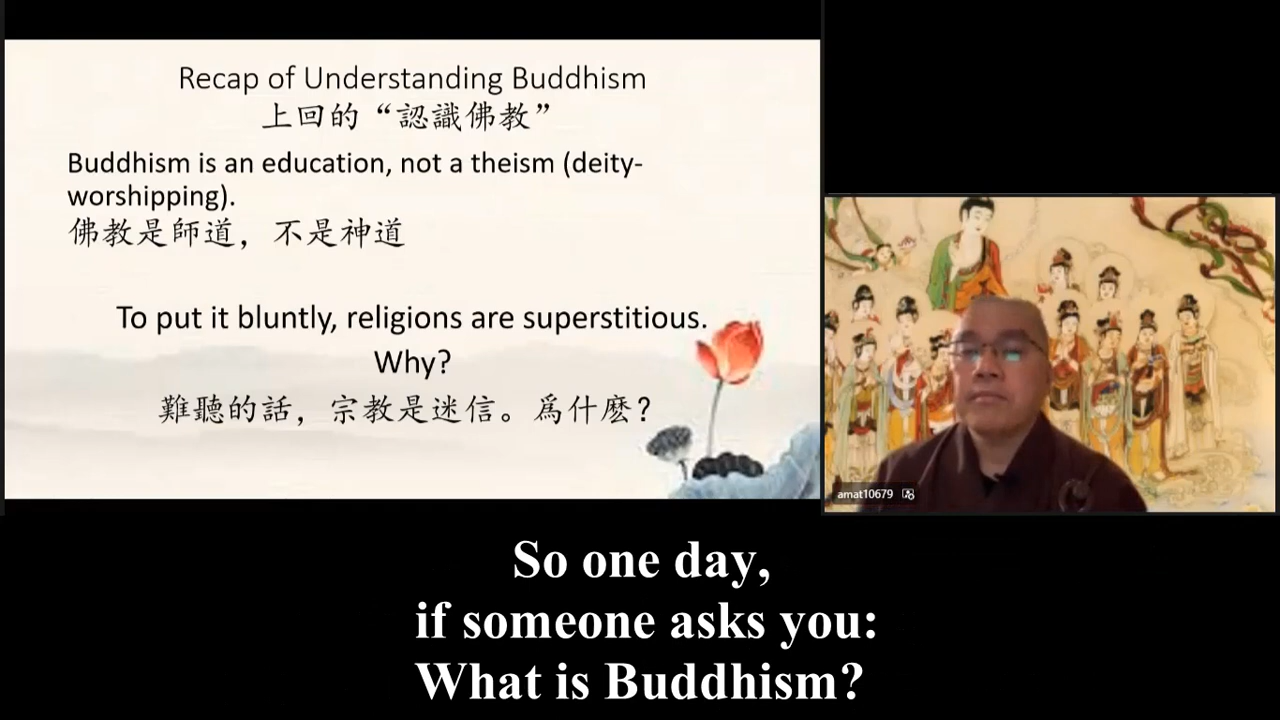 Recap of Understanding Buddhism
上回的“認識佛教”
Buddhism is an education, not a theism (deity-
worshipping).
佛教是師道，不是神道
To put it bluntly, religions are superstitious.
Why?
難聽的話，宗教是迷信。爲什麽？
amat10679
So one day,
if someone asks you:
What is Buddhism?